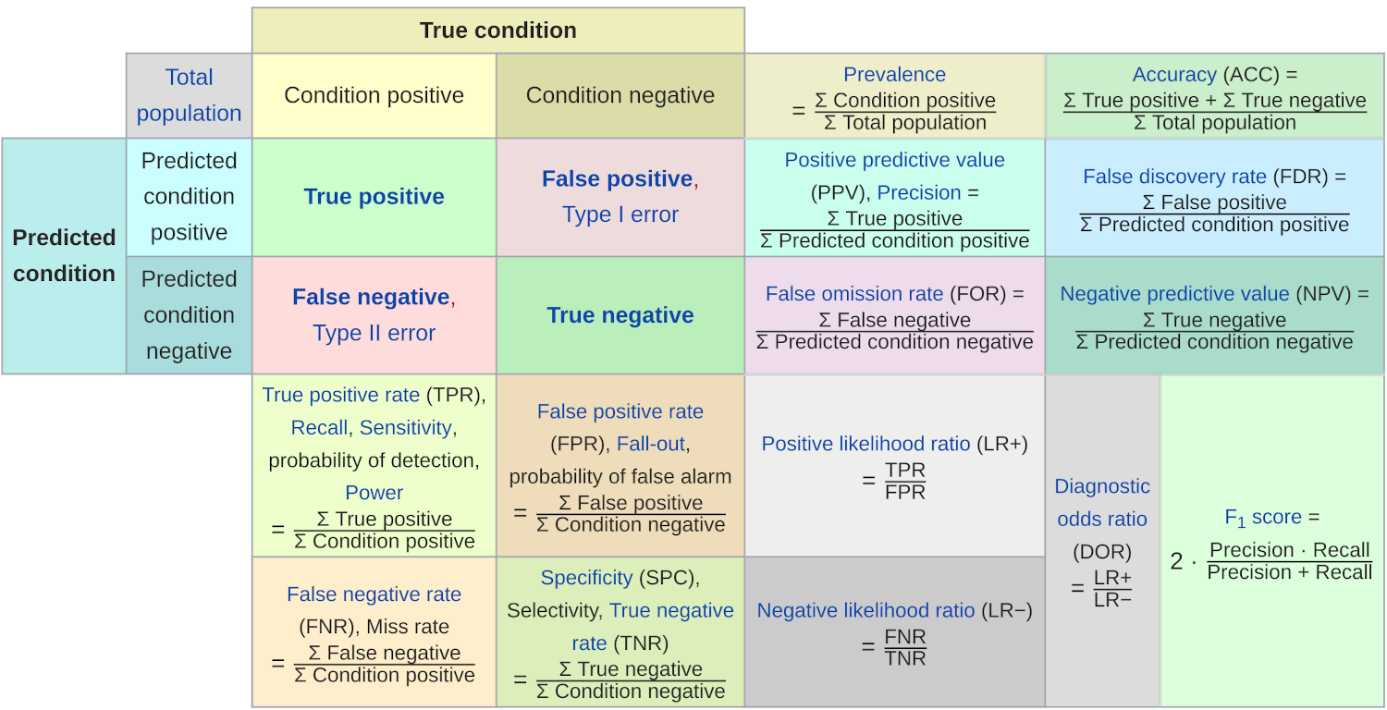 True condition
Total
population
Condition positive
Condition negative
Prevalence
= Σ Condition positive
Σ Total population
Accuracy (ACC) =
Σ True positive + Σ True negative
Σ Total population
Predicted
condition
Predicted
condition
positive
True positive
False positive,
Type I error
Positive predictive value
(PPV), Precision =
Σ True positive
Σ Predicted condition positive
False discovery rate (FDR) =
Σ False positive
Σ Predicted condition positive
Predicted
condition
negative
False negative,
Type II error
True negative
False omission rate (FOR) =
Σ False negative
Σ Predicted condition negative
Negative predictive value (NPV) =
Σ True negative
Σ Predicted condition negative
True positive rate (TPR),
Recall, Sensitivity,
probability of detection,
Power
= Σ True positive
Σ Condition positive
False positive rate
(FPR), Fall-out,
probability of false alarm
= Σ False positive
Σ Condition negative
Positive likelihood ratio (LR+)
= TPR
FPR
Diagnostic
odds ratio
(DOR)
= LR+
LR−
F1 score =
2 · Precision · Recall
Precision + Recall
False negative rate
(FNR), Miss rate
= Σ False negative
Σ Condition positive
Specificity (SPC),
Selectivity, True negative
rate (TNR)
= Σ True negative
Σ Condition negative
Negative likelihood ratio (LR−)
= FNR
TNR